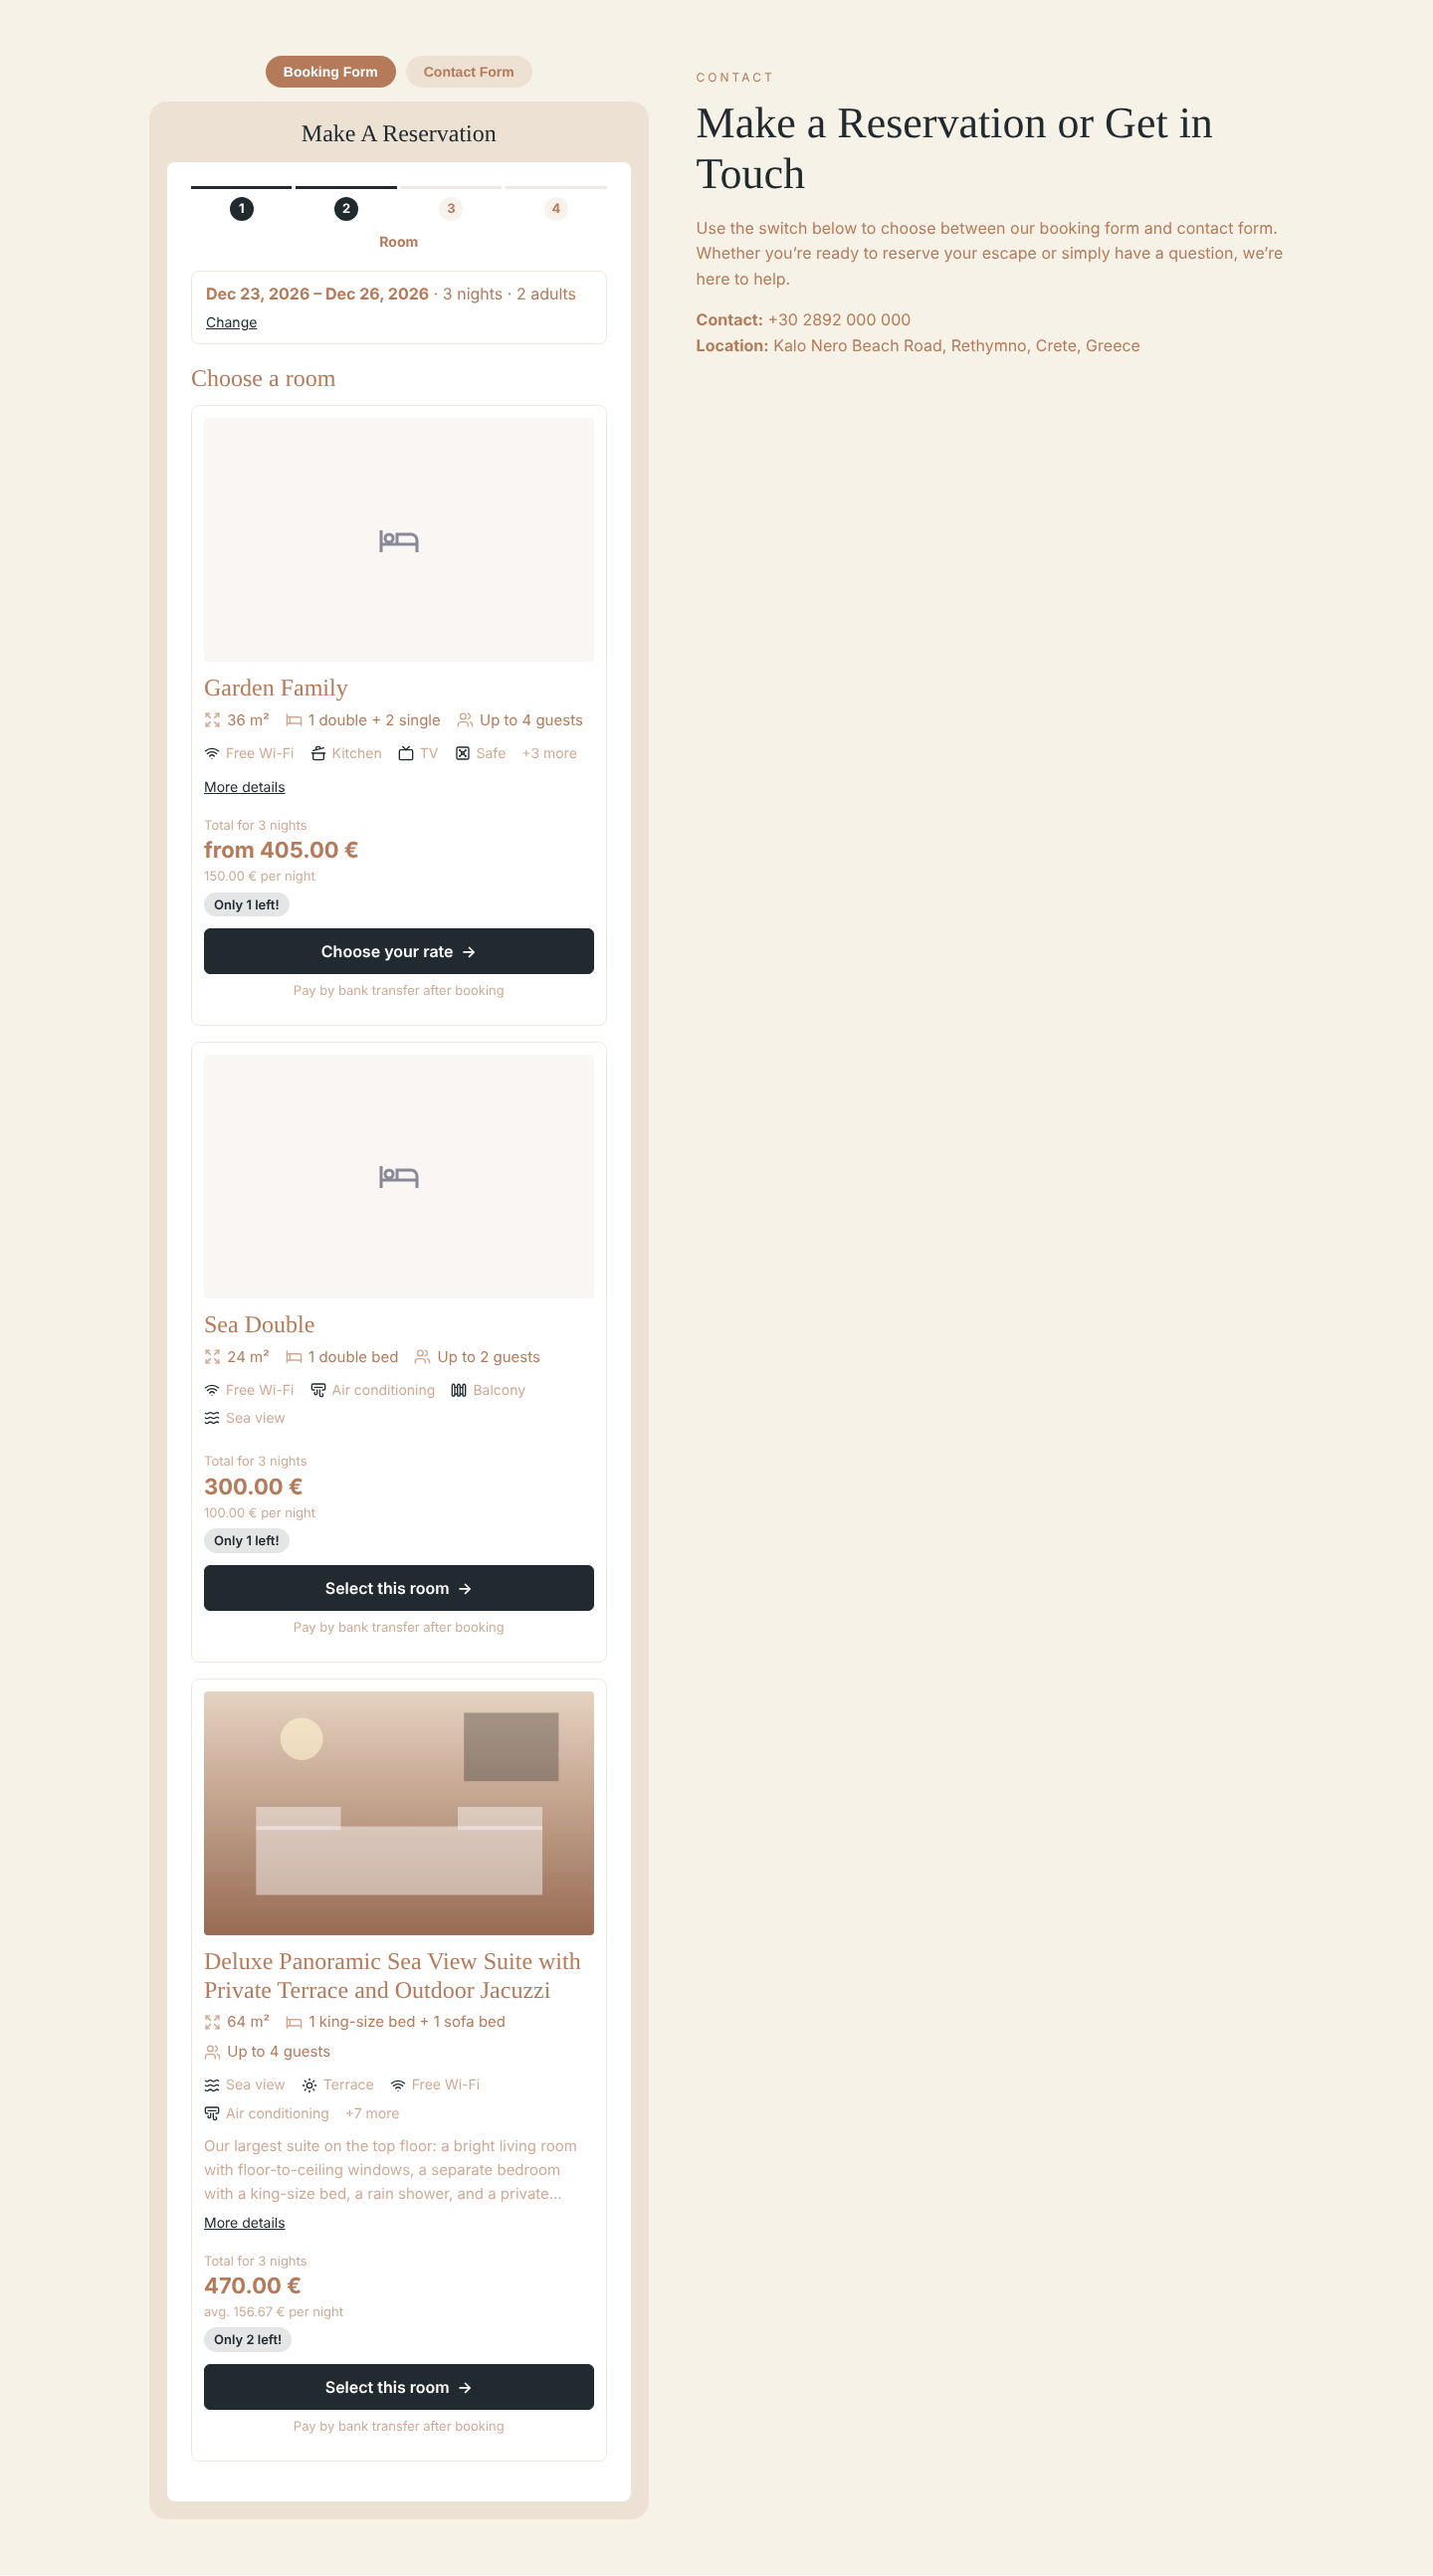 Booking Form
Contact Form
Make A Reservation
1
2
3
4
Room
Dec 23, 2026 – Dec 26, 2026 · 3 nights · 2 adults
Change
Choose a room
Garden Family
36 m² 1 double + 2 single Up to 4 guests
Free Wi-Fi Kitchen TV Safe +3 more
More details
Total for 3 nights
from 405.00 €
150.00 € per night
Only 1 left!
Choose your rate →
Pay by bank transfer after booking
Sea Double
24 m² 1 double bed Up to 2 guests
Free Wi-Fi Air conditioning Balcony
Sea view
Total for 3 nights
300.00 €
100.00 € per night
Only 1 left!
Select this room →
Pay by bank transfer after booking
Deluxe Panoramic Sea View Suite with
Private Terrace and Outdoor Jacuzzi
64 m² 1 king-size bed + 1 sofa bed
Up to 4 guests
Sea view Terrace Free Wi-Fi
Air conditioning +7 more
Our largest suite on the top floor: a bright living room
with floor-to-ceiling windows, a separate bedroom
with a king-size bed, a rain shower, and a private...
More details
Total for 3 nights
470.00 €
avg. 156.67 € per night
Only 2 left!
Select this room →
Pay by bank transfer after booking
CONTACT
Make a Reservation or Get in
Touch
Use the switch below to choose between our booking form and contact form.
Whether you’re ready to reserve your escape or simply have a question, we’re
here to help.
Contact: +30 2892 000 000
Location: Kalo Nero Beach Road, Rethymno, Crete, Greece